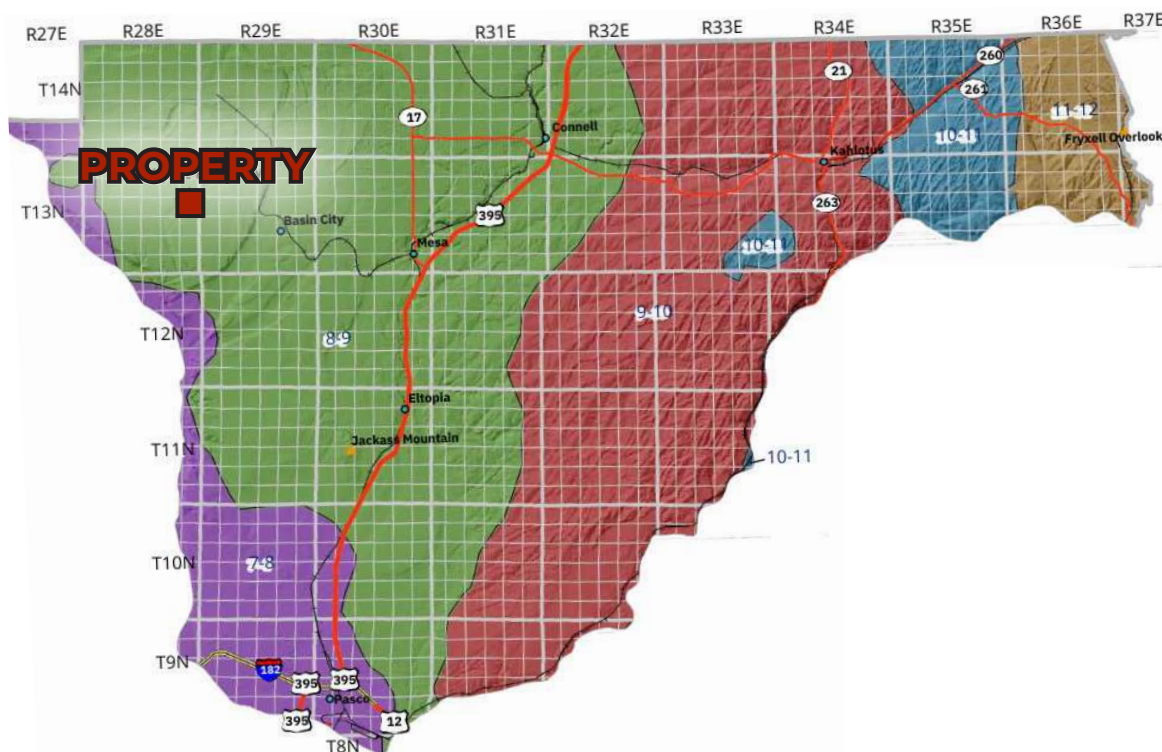 R27E
R28E
R29E
R30E
R31E
R32E
R33E
R34E
R35E
R36E
R37E
T14N
17
21
260
261
Connell
10-11
11-12
Fryxell Overlook
Kahlotus
PROPERTY
T13N
Basin City
395
263
Mesa
10-11
T12N
8-9
9-10
Eltopia
Jackass Mountain
T11N
10-11
T10N
7-8
T9N
182
395
395
Pasco
395
12
T8N